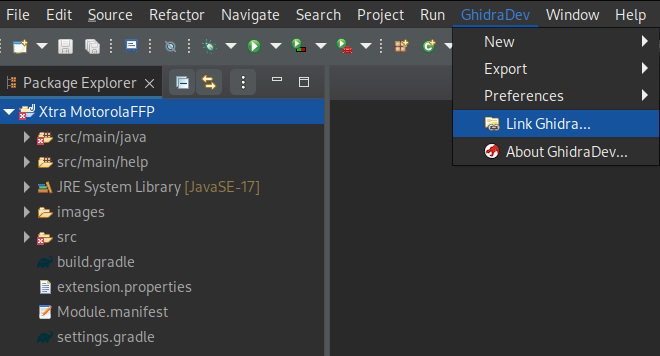 File Edit Source Refactor Navigate Search Project Run GhidraDev Window Help
New
Export
Preferences
Link Ghidra...
About GhidraDev...
Package Explorer
Xtra MotorolaFFP
src/main/java
src/main/help
JRE System Library [JavaSE-17]
images
src
build.gradle
extension.properties
Module.manifest
settings.gradle